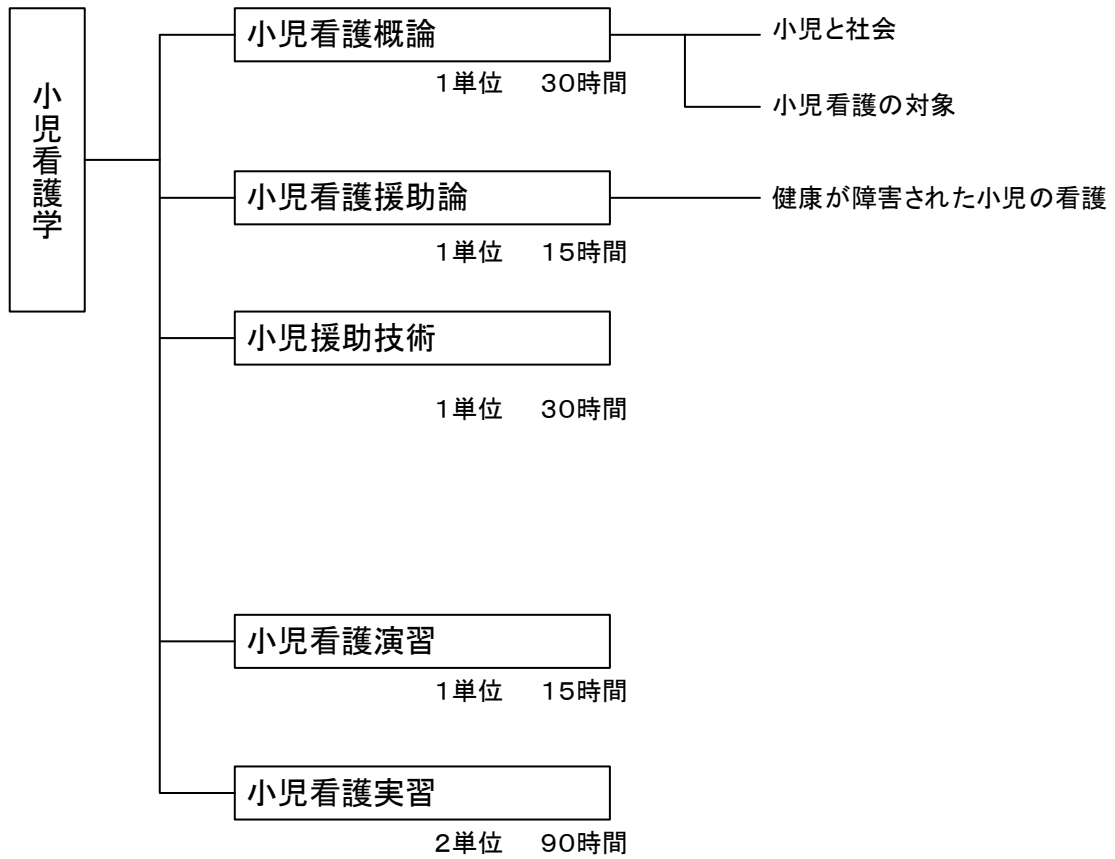 小児看護学
小児看護概論
1単位 30時間
小児と社会
小児看護の対象
小児看護援助論
1単位 15時間
健康が障害された小児の看護
小児援助技術
1単位 30時間
小児看護演習
1単位 15時間
小児看護実習
2単位 90時間